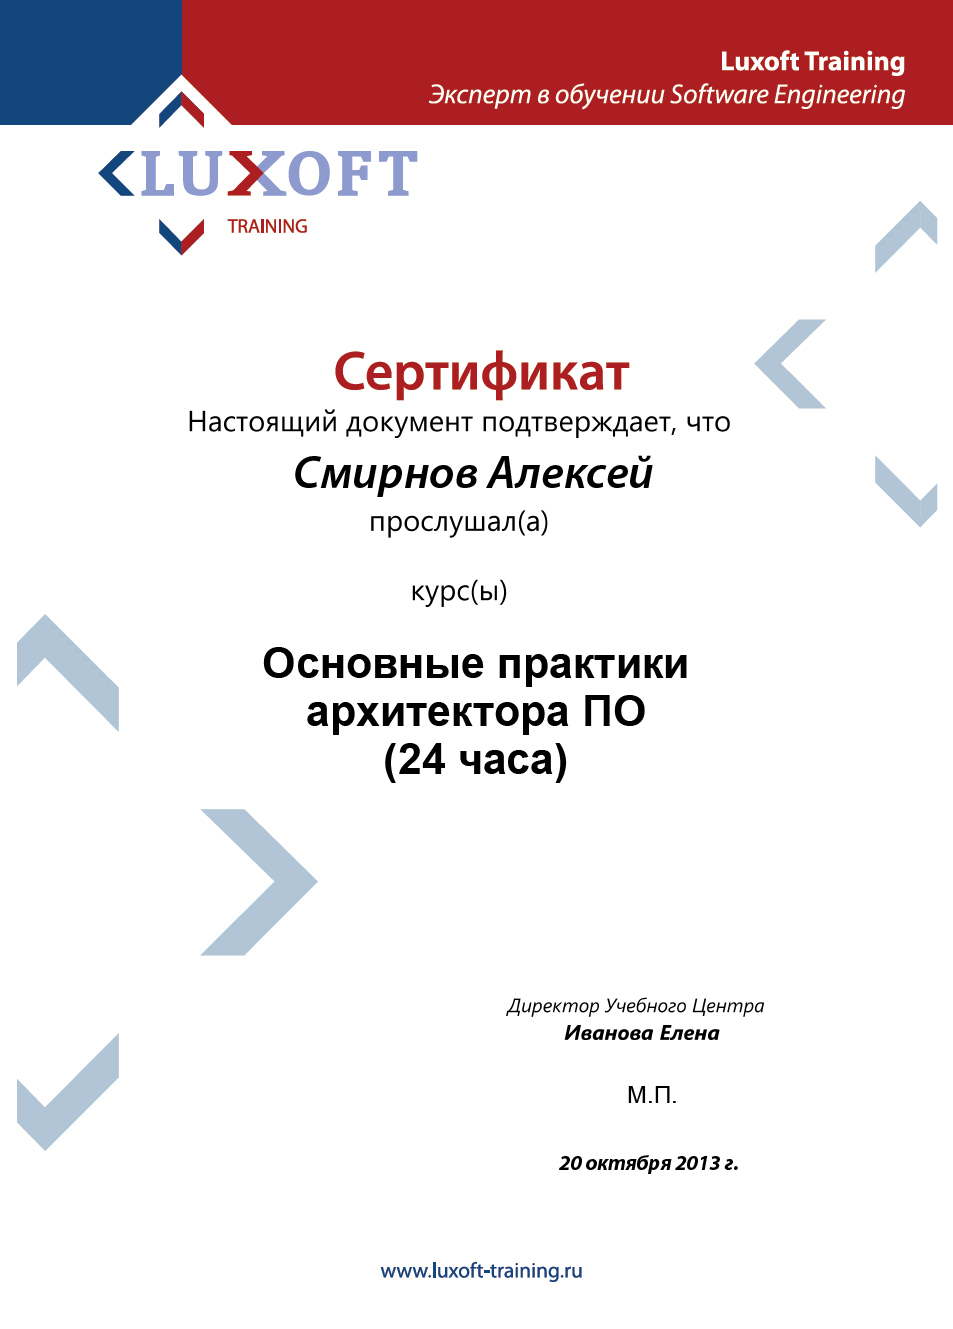 Luxoft Training
Эксперт в обучении Software Engineering
LUXOFT
TRAINING
Сертификат
Настоящий документ подтверждает, что
Смирнов Алексей
прослушал(а)
курс(ы)
Основные практики
архитектора ПО
(24 часа)
Директор Учебного Центра
Иванова Елена
М.П.
20 октября 2013 г.
www.luxoft-training.ru